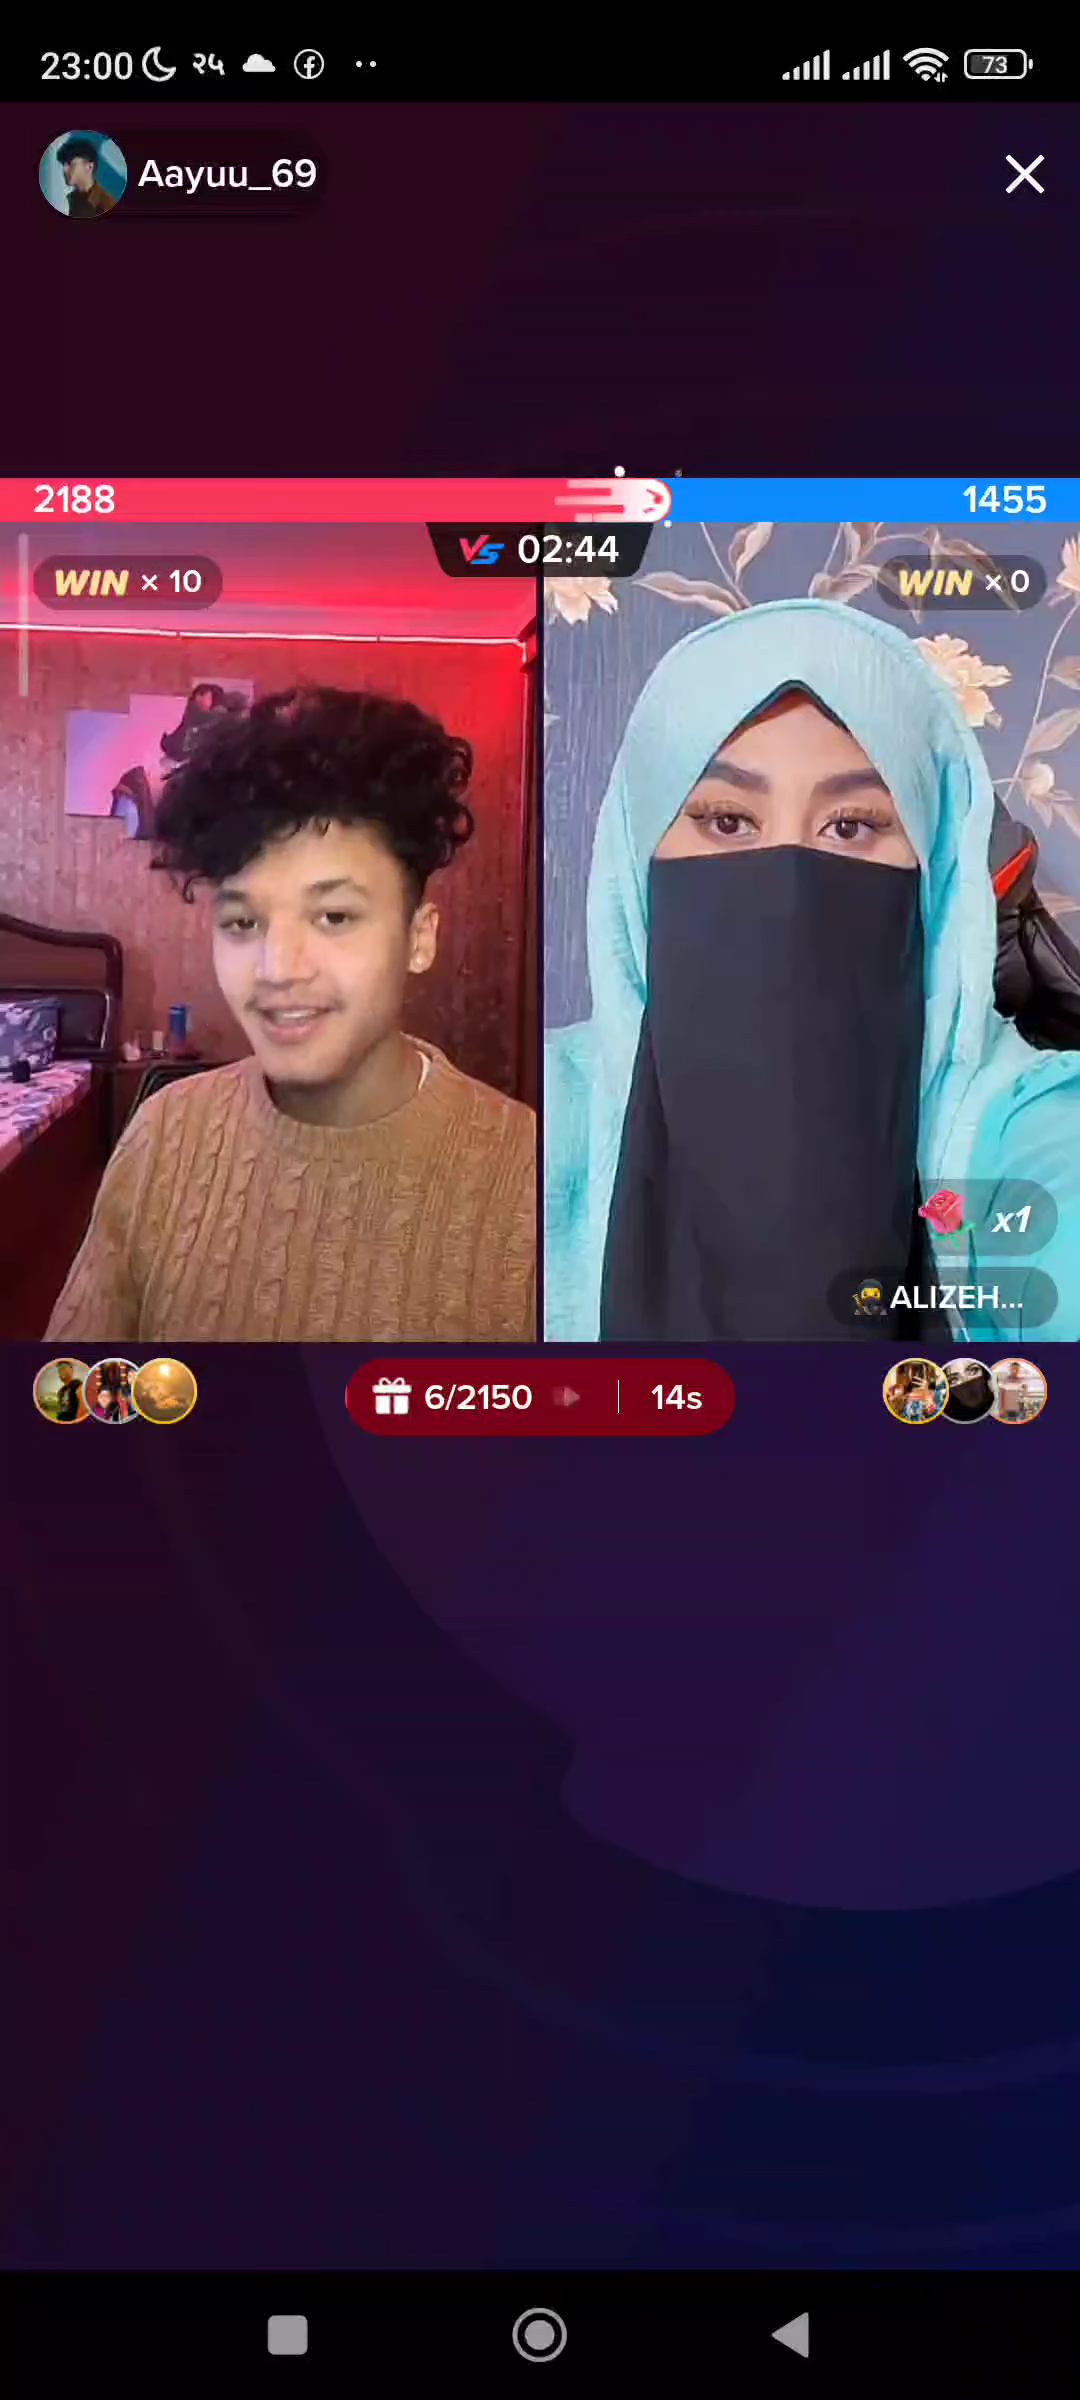 23:00 २५ 73
Aayuu_69
2188 1455
VS 02:44
WIN × 10 WIN × 0
x1
ALIZEH...
6/2150 14s